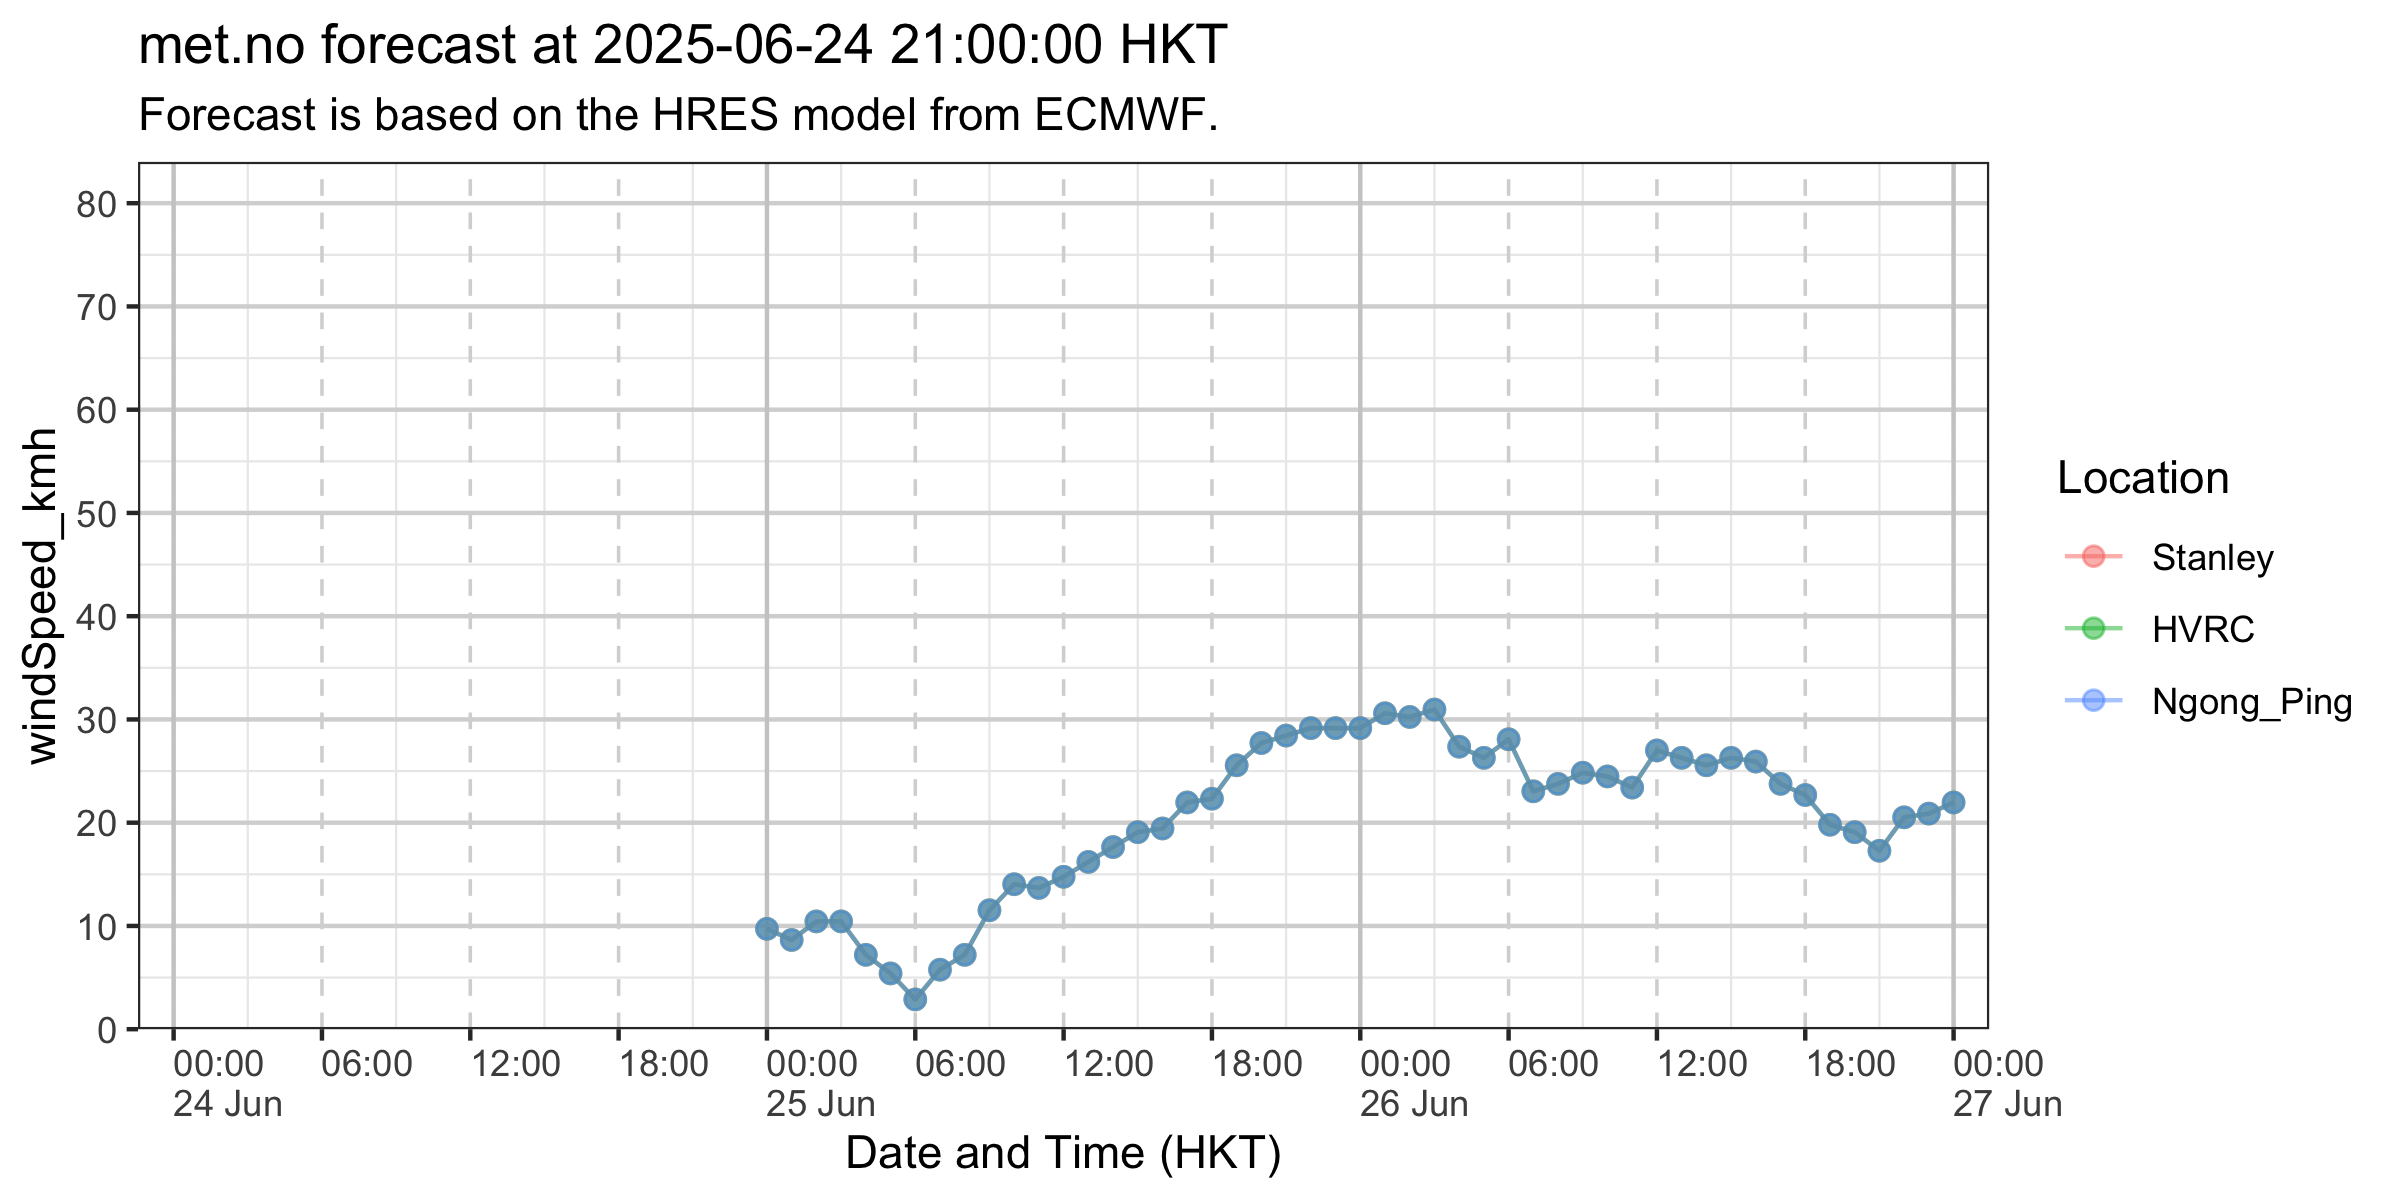 met.no forecast at 2025-06-24 21:00:00 HKT
Forecast is based on the HRES model from ECMWF.
windSpeed_kmh
80
70
60
50
40
30
20
10
0
00:00 06:00 12:00 18:00 00:00 06:00 12:00 18:00 00:00 06:00 12:00 18:00 00:00
24 Jun 25 Jun 26 Jun 27 Jun
Date and Time (HKT)
Location
Stanley
HVRC
Ngong_Ping